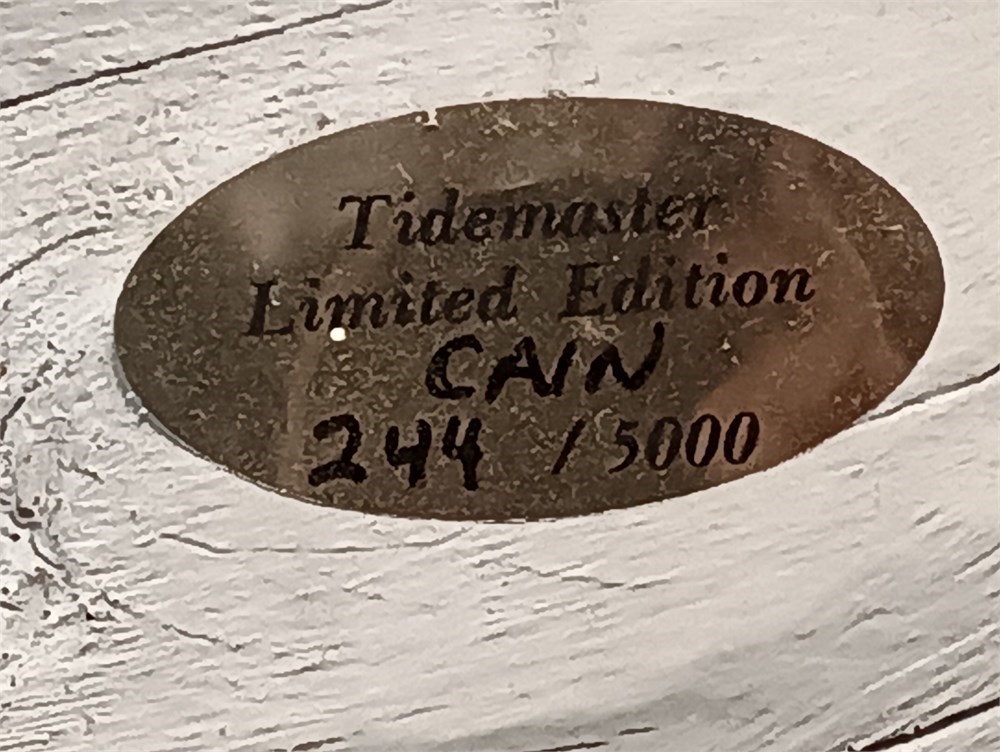 Tidemaster
Limited Edition
CAIN
244 / 5000